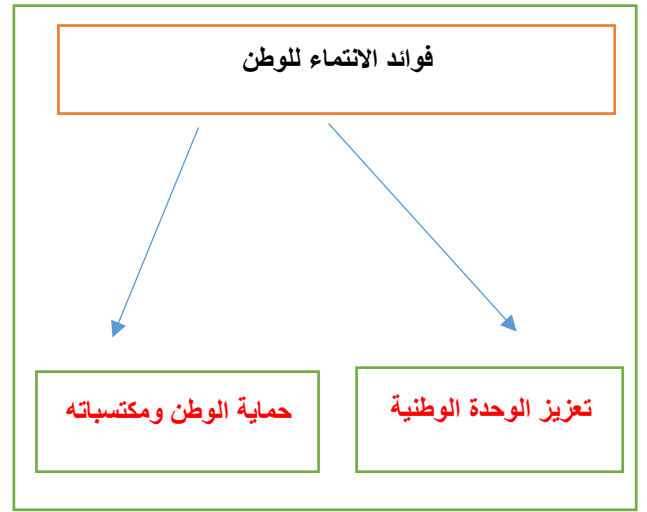 فوائد الانتماء للوطن
تعزيز الوحدة الوطنية
حماية الوطن ومكتسباته